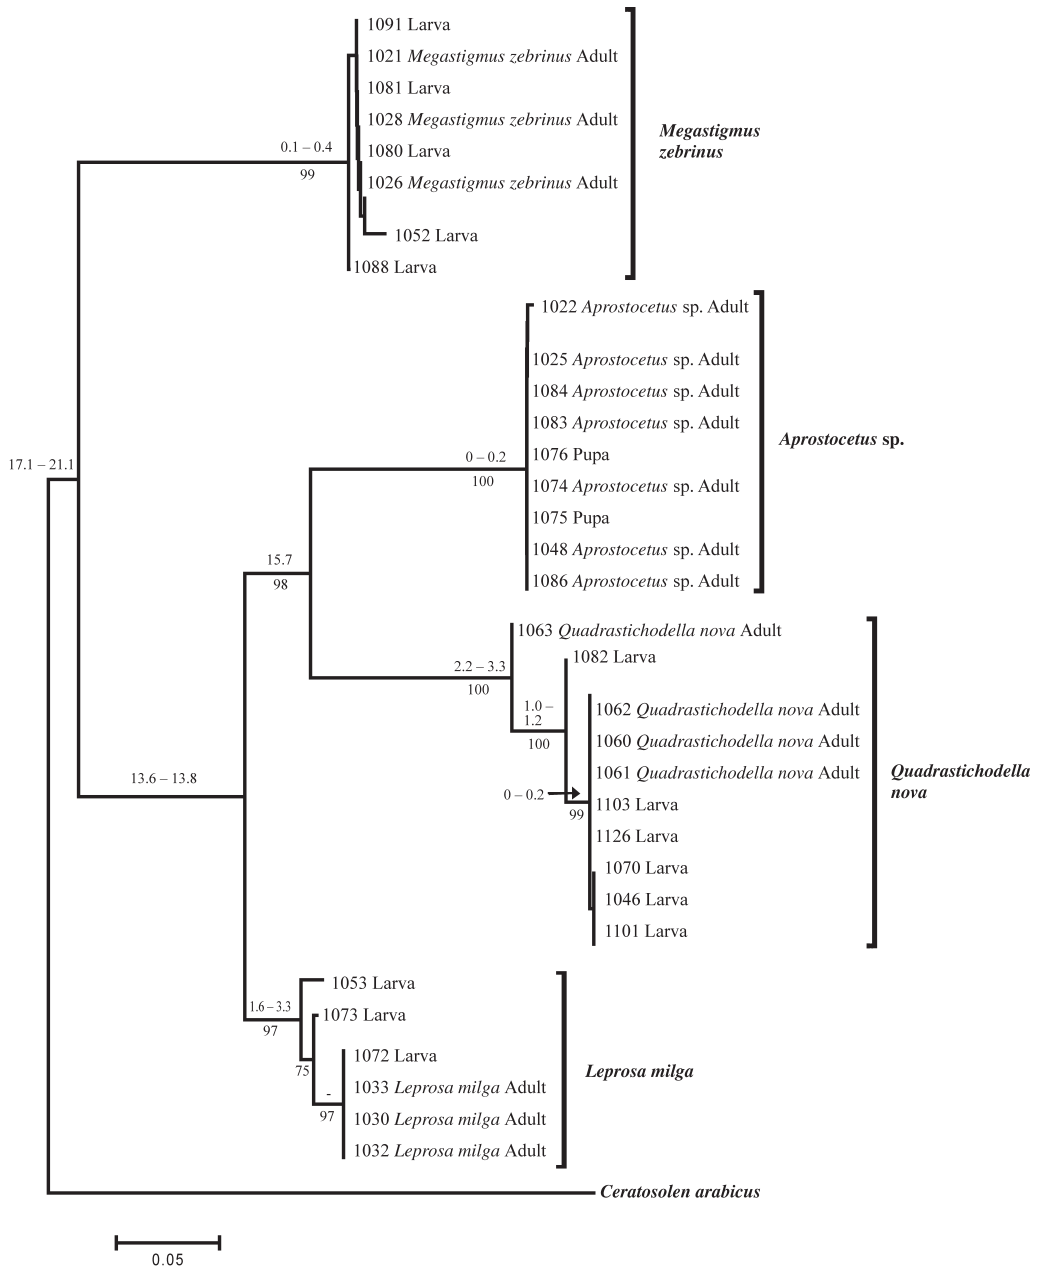 1091 Larva
1021 Megastigmus zebrinus Adult
1081 Larva
1028 Megastigmus zebrinus Adult
1080 Larva
1026 Megastigmus zebrinus Adult
1052 Larva
1088 Larva
0.1 – 0.4
99
Megastigmus
zebrinus
1022 Aprostocetus sp. Adult
1025 Aprostocetus sp. Adult
1084 Aprostocetus sp. Adult
1083 Aprostocetus sp. Adult
1076 Pupa
1074 Aprostocetus sp. Adult
1075 Pupa
1048 Aprostocetus sp. Adult
1086 Aprostocetus sp. Adult
0 – 0.2
100
Aprostocetus sp.
17.1 – 21.1
15.7
98
1063 Quadrastichodella nova Adult
1082 Larva
1062 Quadrastichodella nova Adult
1060 Quadrastichodella nova Adult
1061 Quadrastichodella nova Adult
1103 Larva
1126 Larva
1070 Larva
1046 Larva
1101 Larva
2.2 – 3.3
100
1.0 –
1.2
100
0 – 0.2
99
Quadrastichodella
nova
13.6 – 13.8
1053 Larva
1073 Larva
1072 Larva
1033 Leprosa milga Adult
1030 Leprosa milga Adult
1032 Leprosa milga Adult
1.6 – 3.3
97
75
-
97
Leprosa milga
Ceratosolen arabicus
0.05